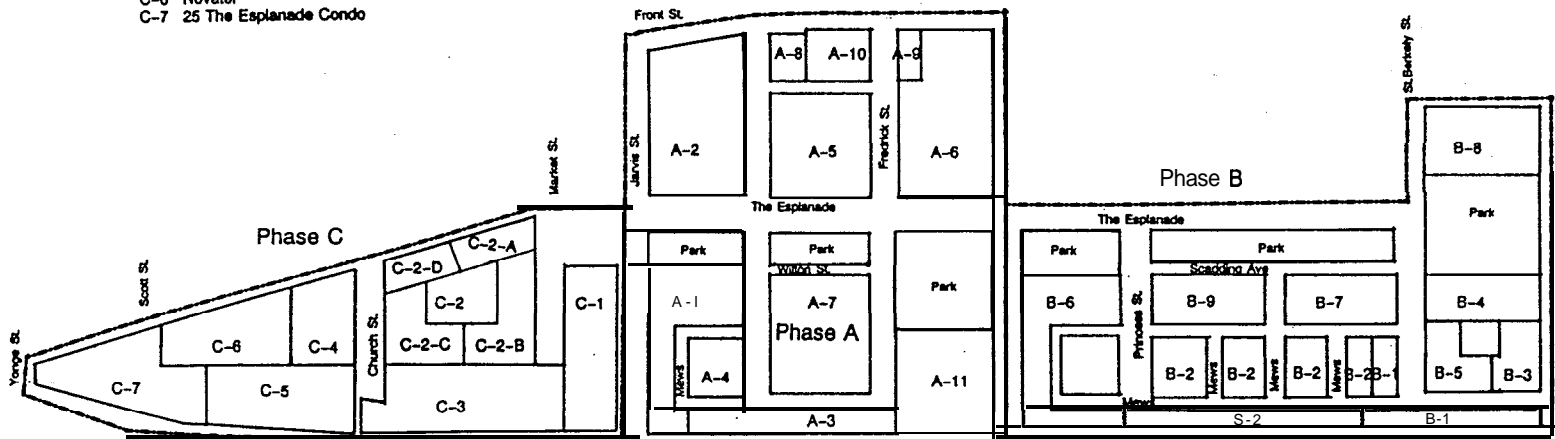 C-6 Novator
C-7 25 The Esplanade Condo
Front St.
St. Berkely St.
A-8
A-10
A-9
Fredrick St.
Jarvis St.
Market St.
A-2
A-5
A-6
B-8
Phase B
Park
The Esplanade
The Esplanade
Phase C
C-2-A
C-2-D
Park
Park
Park
Park
Wilton St.
Scadding Ave
Scott St.
Park
C-2
C-1
A-1
A-7
B-6
B-9
B-7
B-4
Princess St.
Phase A
Church St.
Yonge St.
C-6
C-4
C-2-C
C-2-B
Mews
A-4
A-11
B-2
Mews
B-2
Mews
B-2
Mews
B-2
B-1
B-5
B-3
C-7
C-5
C-3
Mews
A-3
S-2
B-1